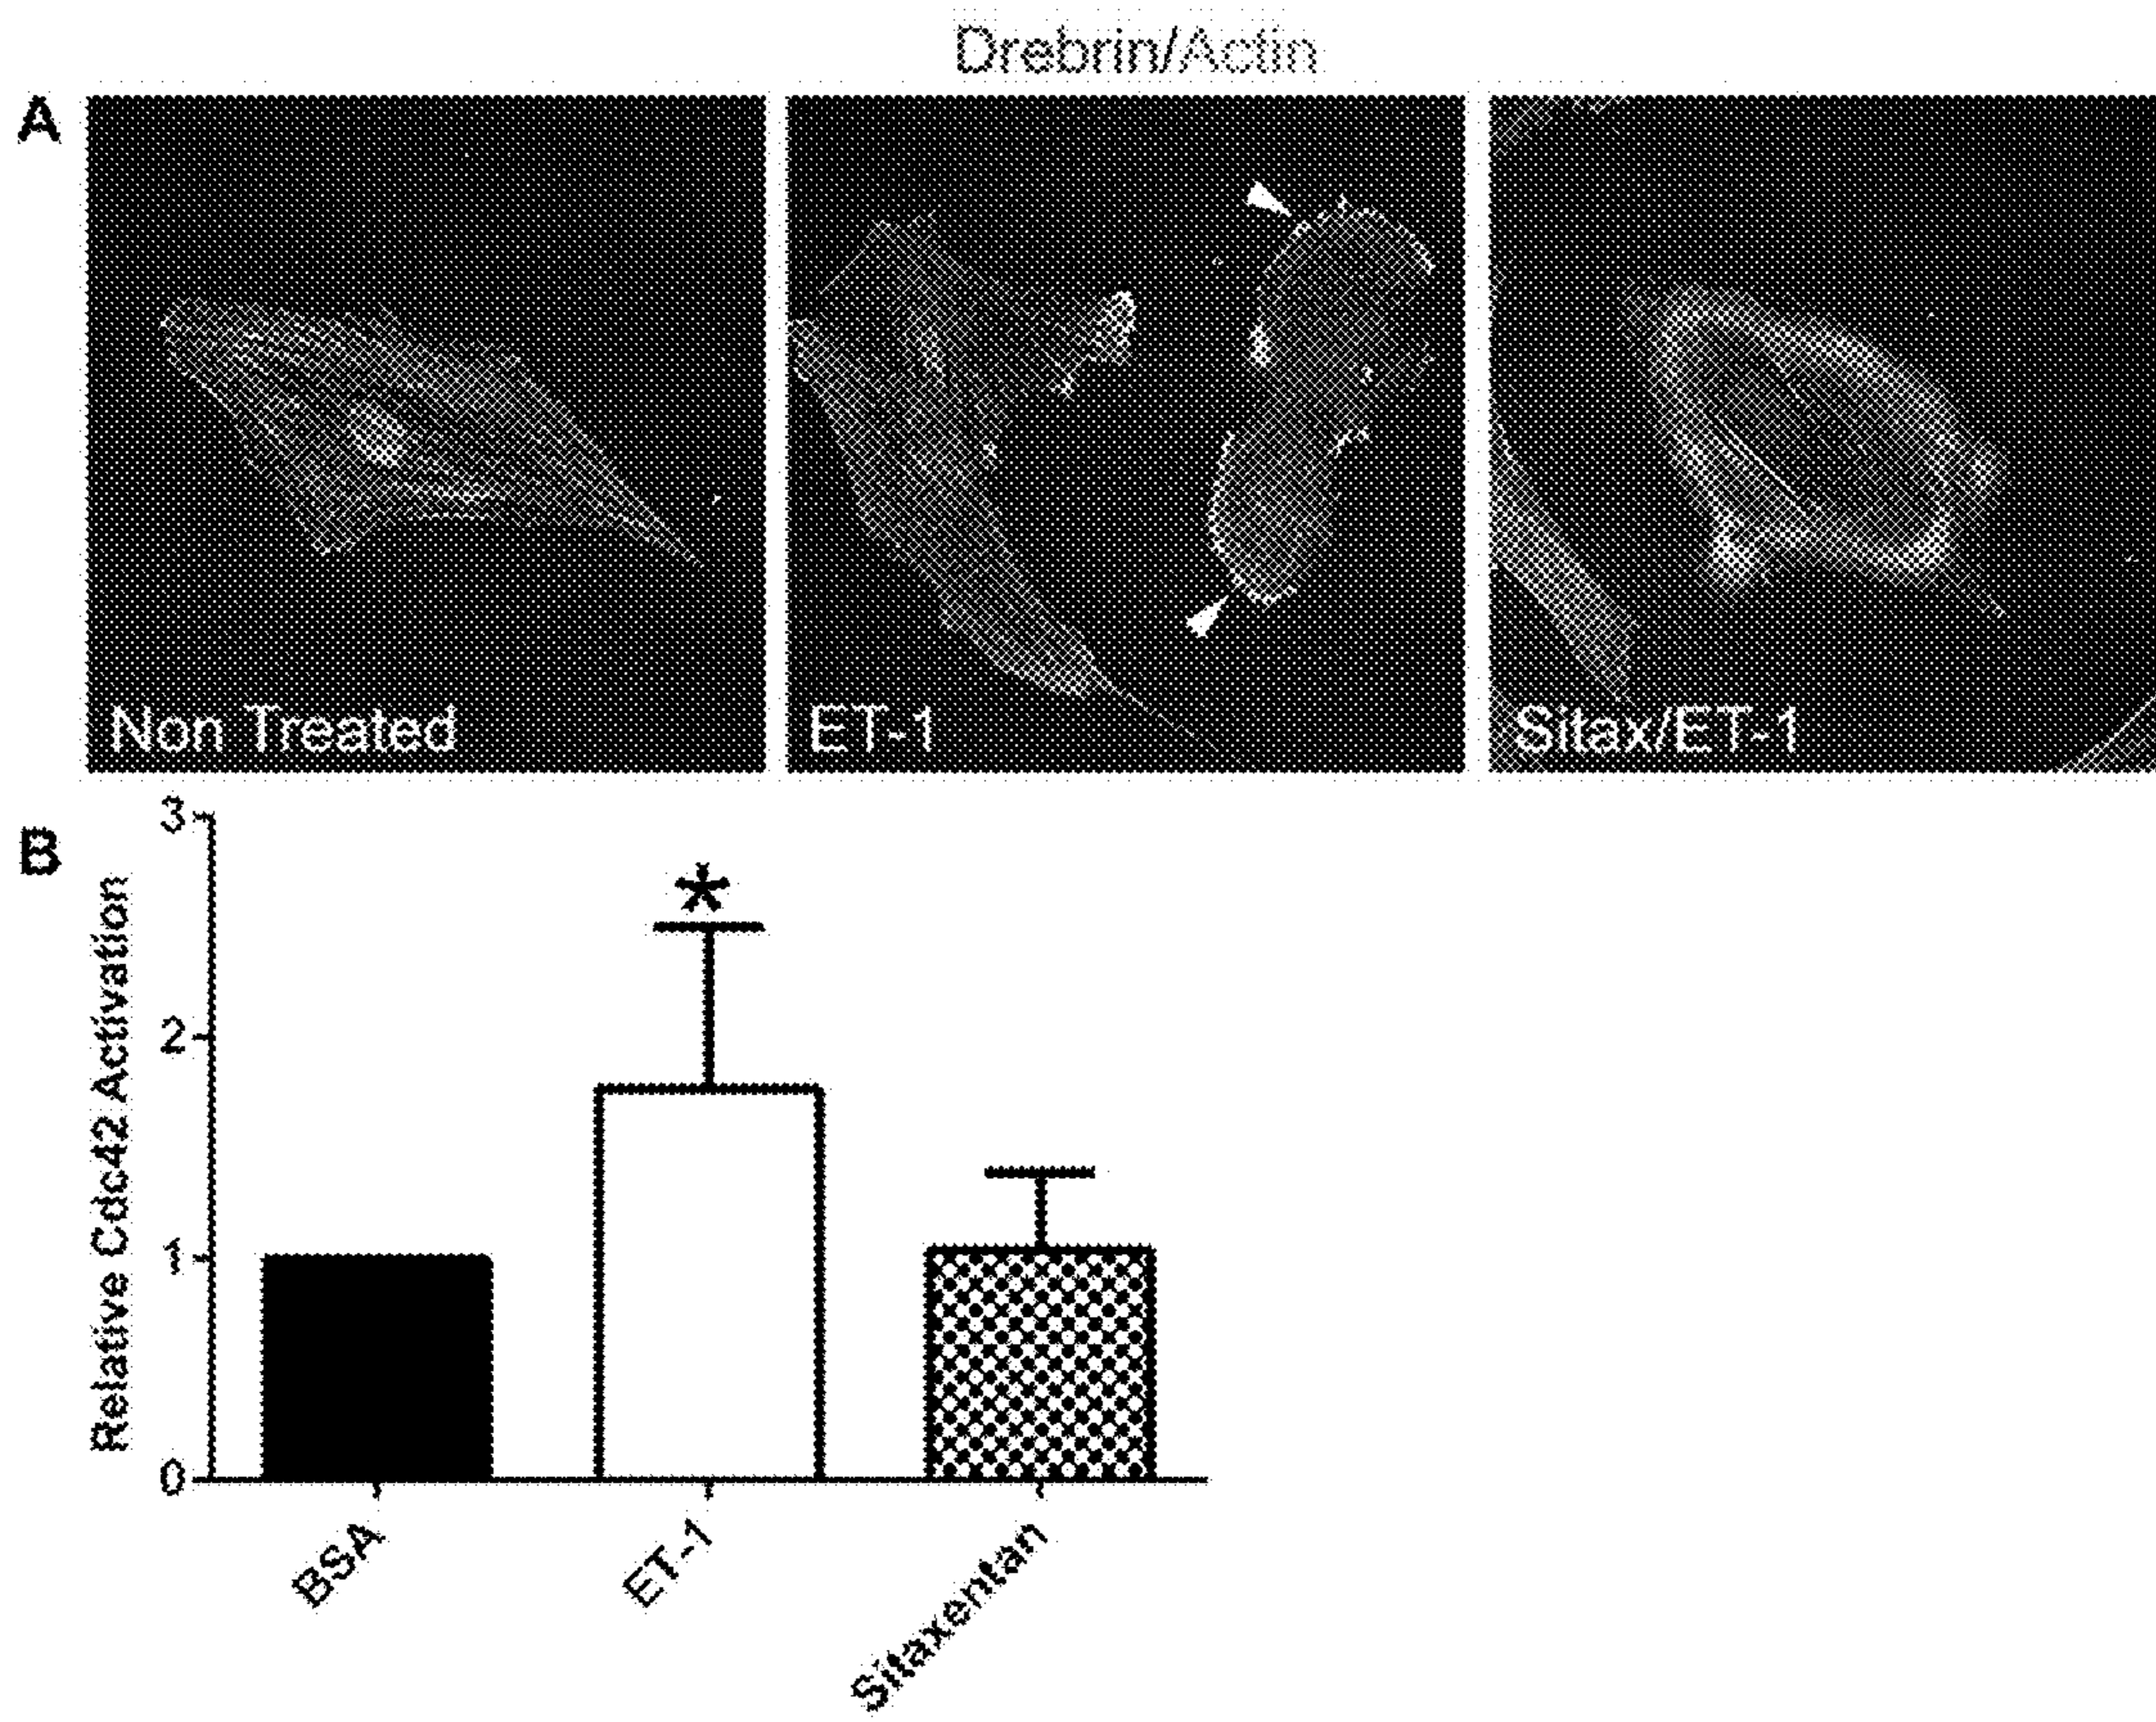 Drebrin/Actin
A
Non Treated
ET-1
Sitax/ET-1
B
Relative Cdc42 Activation
3
2
1
0
*
BSA
ET-1
Sitaxentan